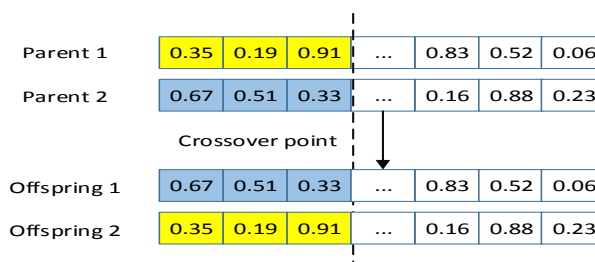 Parent 1 0.35 0.19 0.91 ... 0.83 0.52 0.06
Parent 2 0.67 0.51 0.33 ... 0.16 0.88 0.23
Crossover point
Offspring 1 0.67 0.51 0.33 ... 0.83 0.52 0.06
Offspring 2 0.35 0.19 0.91 ... 0.16 0.88 0.23